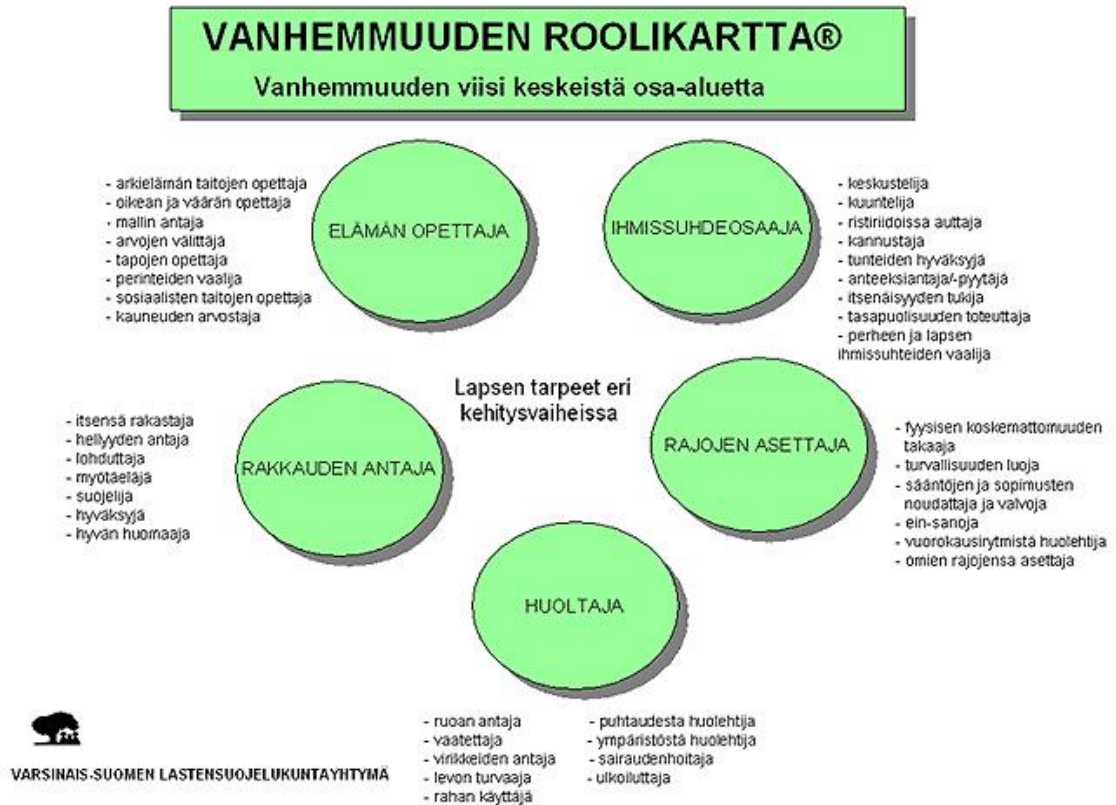 VANHEMMUUDEN ROOLIKARTTA®
Vanhemmuuden viisi keskeistä osa-aluetta
ELÄMÄN OPETTAJA
- arkielämän taitojen opettaja
- oikean ja väärän opettaja
- mallin antaja
- arvojen välittäjä
- tapojen opettaja
- perinteiden vaalija
- sosiaalisten taitojen opettaja
- kauneuden arvostaja
IHMISSUHDEOSAAJA
- keskustelija
- kuuntelija
- ristiriidoissa auttaja
- kannustaja
- tunteiden hyväksyjä
- anteeksiantaja/-pyytäjä
- itsenäisyyden tukija
- tasapuolisuuden toteuttaja
- perheen ja lapsen
ihmissuhteiden vaalija
Lapsen tarpeet eri
kehitysvaiheissa
RAKKAUDEN ANTAJA
- itsensä rakastaja
- hellyyden antaja
- lohduttaja
- myötäeläjä
- suojelija
- hyväksyjä
- hyvän huomaaja
RAJOJEN ASETTAJA
- fyysisen koskemattomuuden
takaaja
- turvallisuuden luoja
- sääntöjen ja sopimusten
noudattaja ja valvoja
- ein-sanoja
- vuorokausirytmistä huolehtija
- omien rajojensa asettaja
HUOLTAJA
- ruoan antaja
- vaatettaja
- virikkeiden antaja
- levon turvaaja
- rahan käyttäjä
- puhtaudesta huolehtija
- ympäristöstä huolehtija
- sairaudenhoitaja
- ulkoiluttaja
VARSINAIS-SUOMEN LASTENSUOJELUKUNTAYHTYMÄ